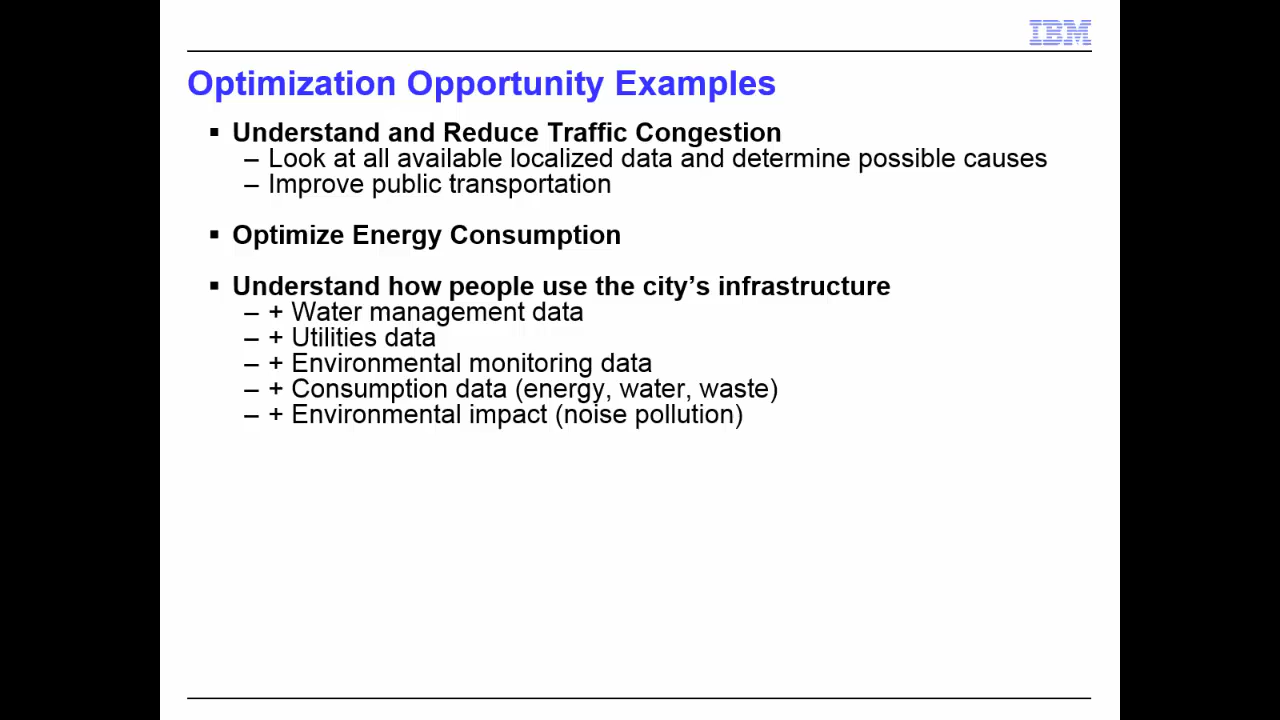 IBM
Optimization Opportunity Examples
▪ Understand and Reduce Traffic Congestion
– Look at all available localized data and determine possible causes
– Improve public transportation
▪ Optimize Energy Consumption
▪ Understand how people use the city’s infrastructure
– + Water management data
– + Utilities data
– + Environmental monitoring data
– + Consumption data (energy, water, waste)
– + Environmental impact (noise pollution)